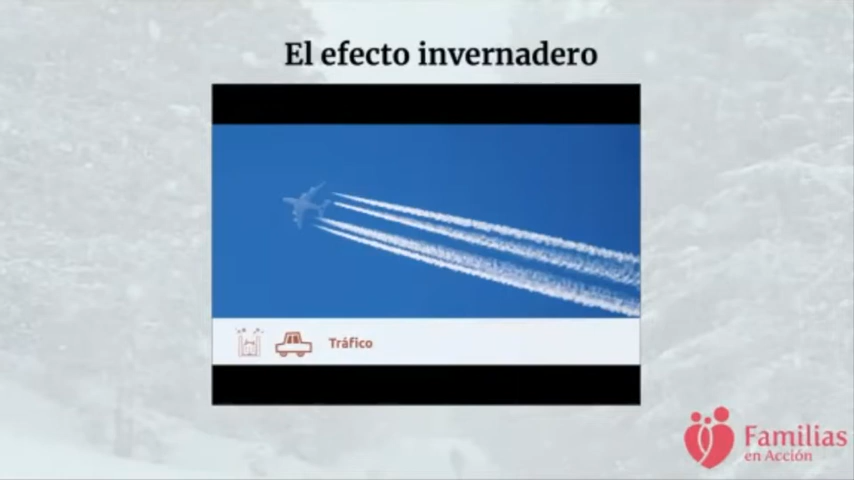 El efecto invernadero
Tráfico
Familias
en Acción